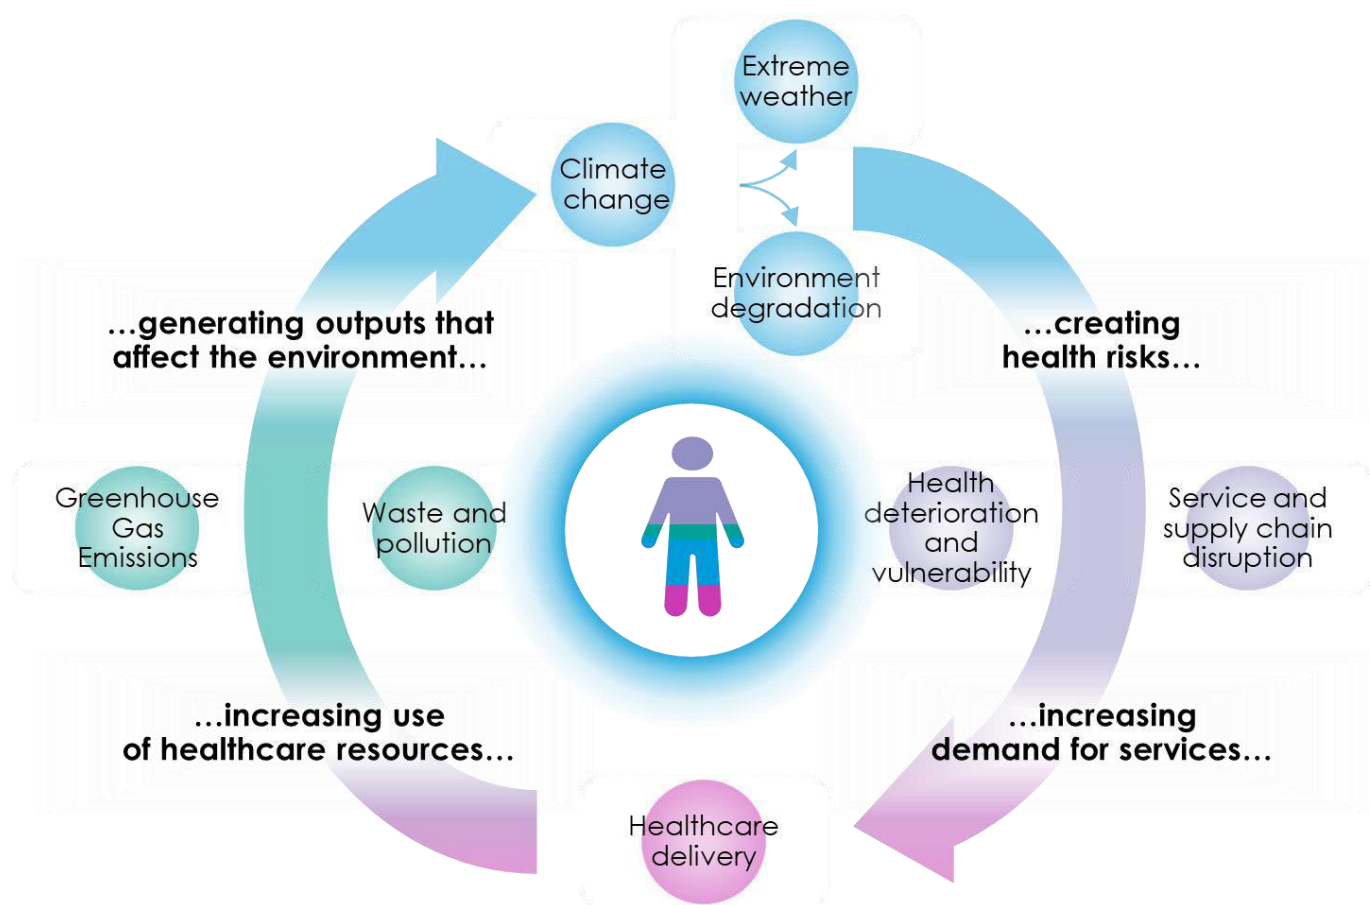 Extreme
weather
Climate
change
Environment
degradation
…creating
health risks…
Health
deterioration
and
vulnerability
Service and
supply chain
disruption
…increasing
demand for services…
Healthcare
delivery
…increasing use
of healthcare resources…
Greenhouse
Gas
Emissions
Waste and
pollution
…generating outputs that
affect the environment…